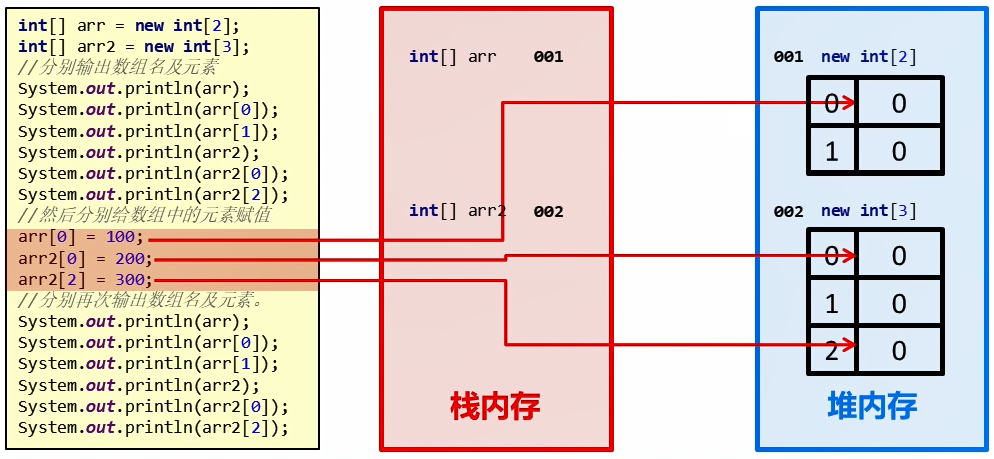 int[] arr = new int[2];
int[] arr2 = new int[3];
//分别输出数组名及元素
System.out.println(arr);
System.out.println(arr[0]);
System.out.println(arr[1]);
System.out.println(arr2);
System.out.println(arr2[0]);
System.out.println(arr2[2]);
//然后分别给数组中的元素赋值
arr[0] = 100;
arr2[0] = 200;
arr2[2] = 300;
//分别再次输出数组名及元素。
System.out.println(arr);
System.out.println(arr[0]);
System.out.println(arr[1]);
System.out.println(arr2);
System.out.println(arr2[0]);
System.out.println(arr2[2]);
int[] arr 001
int[] arr2 002
栈内存
001 new int[2]
0 0
1 0
002 new int[3]
0 0
1 0
2 0
堆内存